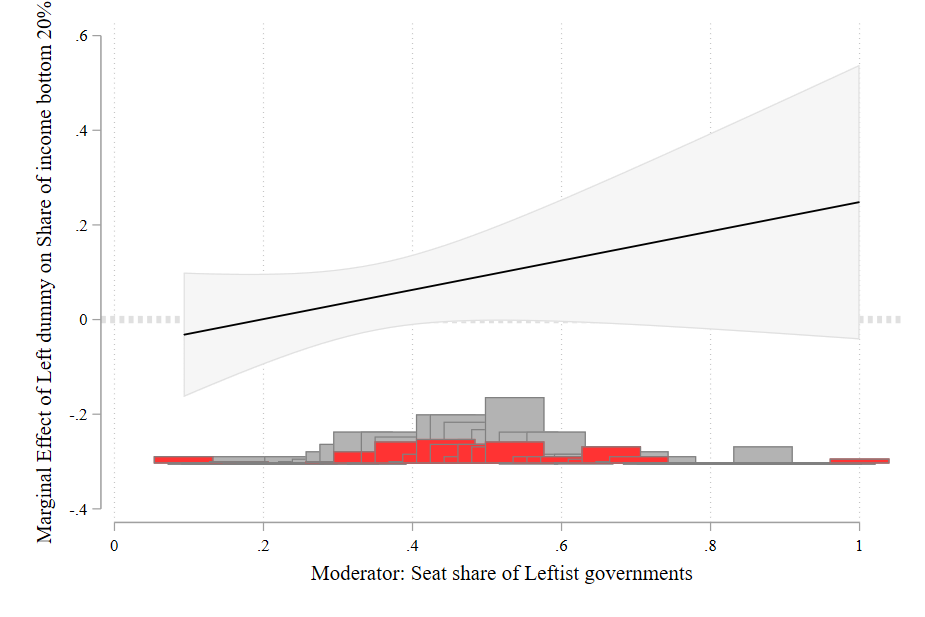 Marginal Effect of Left dummy on Share of income bottom 20%
.6
.4
.2
0
-.2
-.4
0 .2 .4 .6 .8 1
Moderator: Seat share of Leftist governments